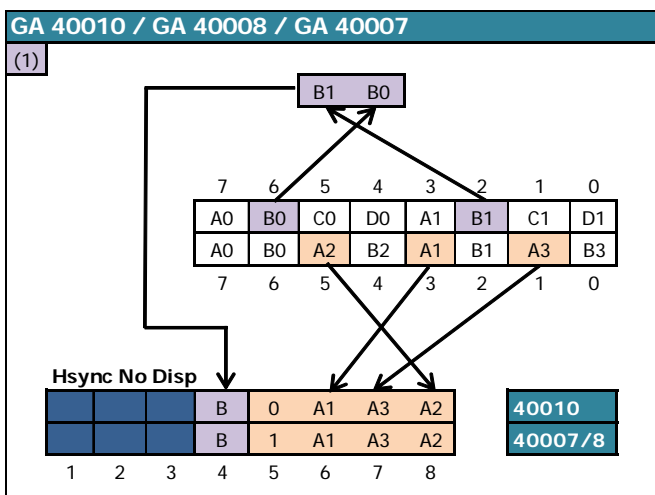 GA 40010 / GA 40008 / GA 40007
(1)
B1 B0
7 6 5 4 3 2 1 0
A0 B0 C0 D0 A1 B1 C1 D1
A0 B0 A2 B2 A1 B1 A3 B3
7 6 5 4 3 2 1 0
Hsync No Disp
B 0 A1 A3 A2 40010
B 1 A1 A3 A2 40007/8
1 2 3 4 5 6 7 8